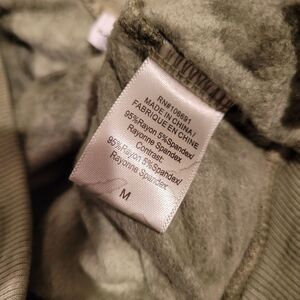 RN#106691
MADE IN CHINA/
FABRIQUE EN CHINE
95%Rayon 5%Spandex/
Rayonne Spandex
Contrast:
95%Rayon 5%Spandex/
Rayonne Spandex
M